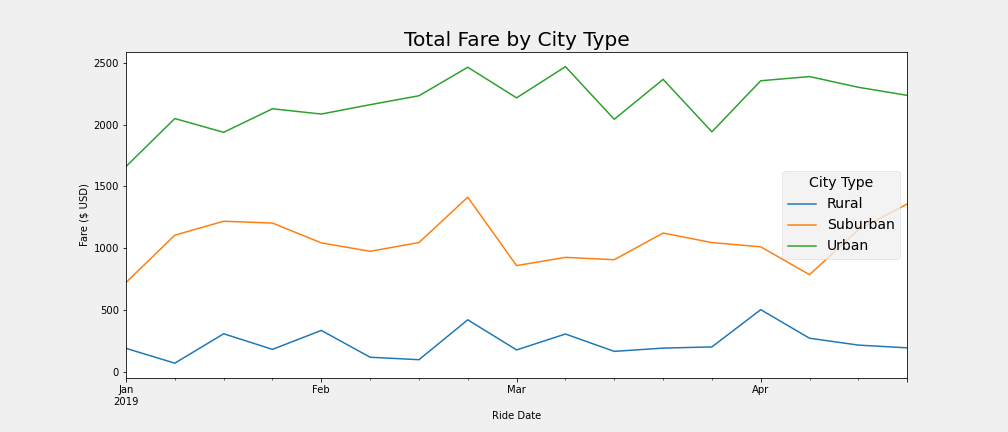 Total Fare by City Type
2500
2000
1500
1000
500
0
Fare ($ USD)
City Type
Rural
Suburban
Urban
Jan
2019
Feb
Mar
Apr
Ride Date